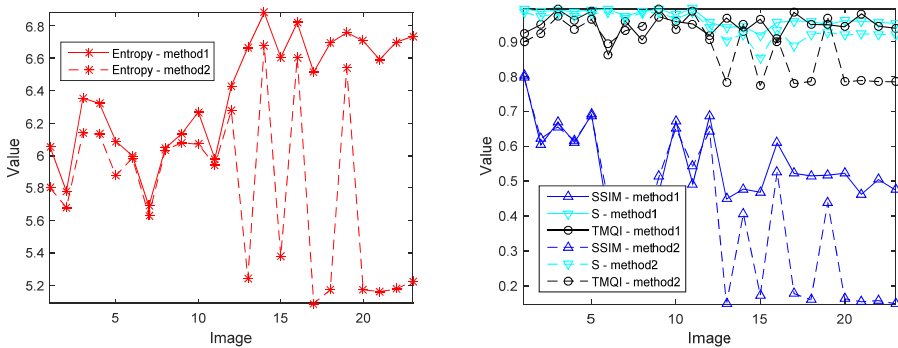 6.8
6.6
6.4
6.2
6
5.8
5.6
5.4
5.2
5
10
15
20
Value
Image
Entropy - method1
Entropy - method2
0.9
0.8
0.7
0.6
0.5
0.4
0.3
0.2
5
10
15
20
Value
Image
SSIM - method1
S - method1
TMQI - method1
SSIM - method2
S - method2
TMQI - method2